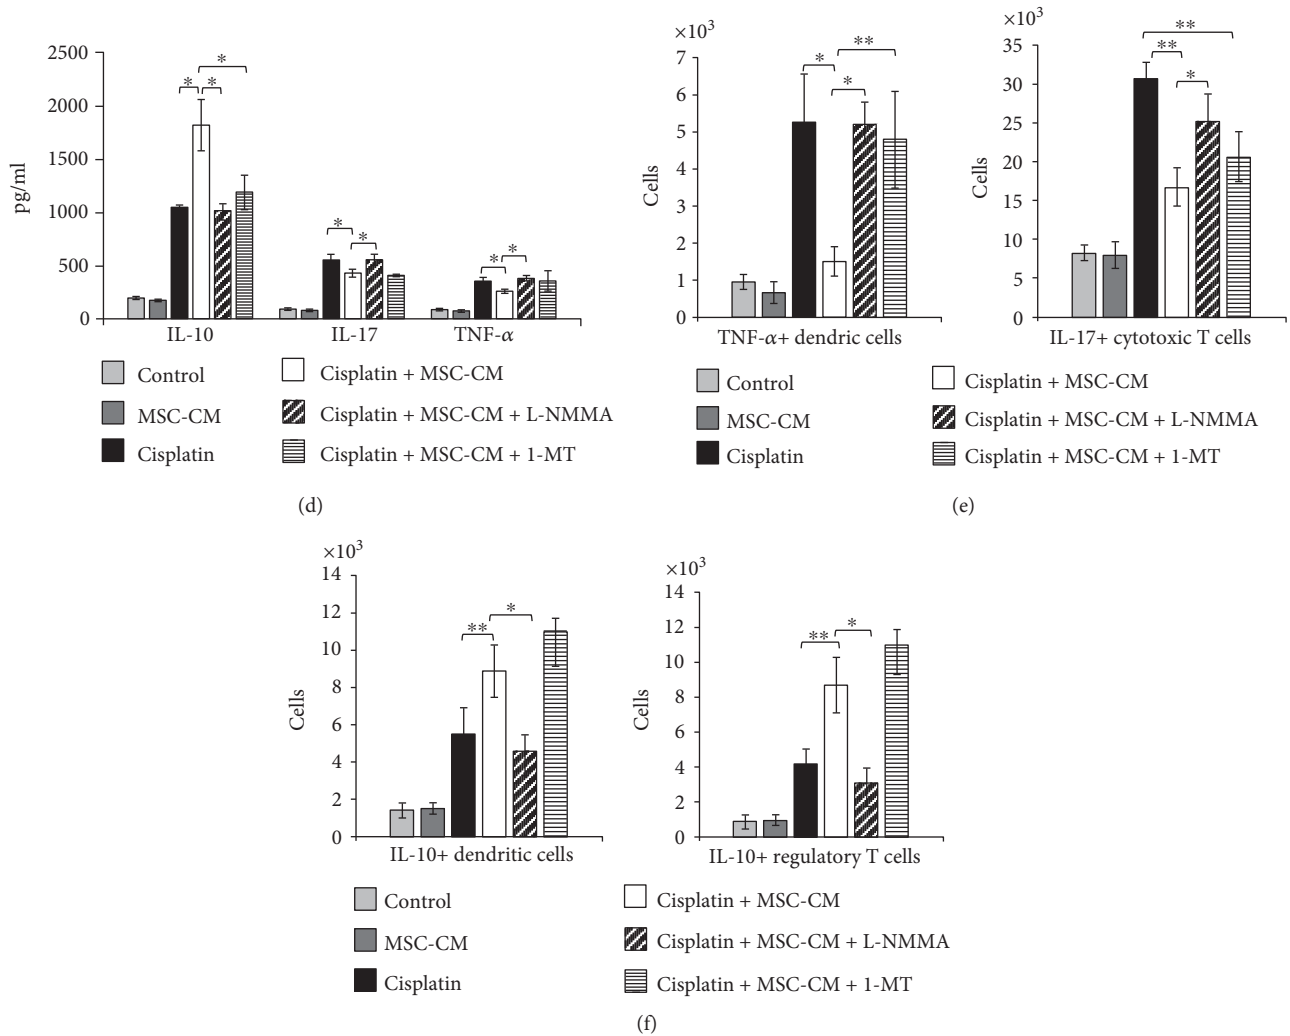 2500
2000
1500
1000
500
0
pg/ml
* * *
* *
* *
IL-10 IL-17 TNF-α
Control
MSC-CM
Cisplatin
Cisplatin + MSC-CM
Cisplatin + MSC-CM + L-NMMA
Cisplatin + MSC-CM + 1-MT
(d)
×10³
7
6
5
4
3
2
1
0
Cells
* ** *
TNF-α+ dendric cells
×10³
35
30
25
20
15
10
5
0
Cells
** ** *
IL-17+ cytotoxic T cells
Control
MSC-CM
Cisplatin
Cisplatin + MSC-CM
Cisplatin + MSC-CM + L-NMMA
Cisplatin + MSC-CM + 1-MT
(e)
×10³
14
12
10
8
6
4
2
0
Cells
** *
IL-10+ dendritic cells
×10³
14
12
10
8
6
4
2
0
Cells
** *
IL-10+ regulatory T cells
Control
MSC-CM
Cisplatin
Cisplatin + MSC-CM
Cisplatin + MSC-CM + L-NMMA
Cisplatin + MSC-CM + 1-MT
(f)